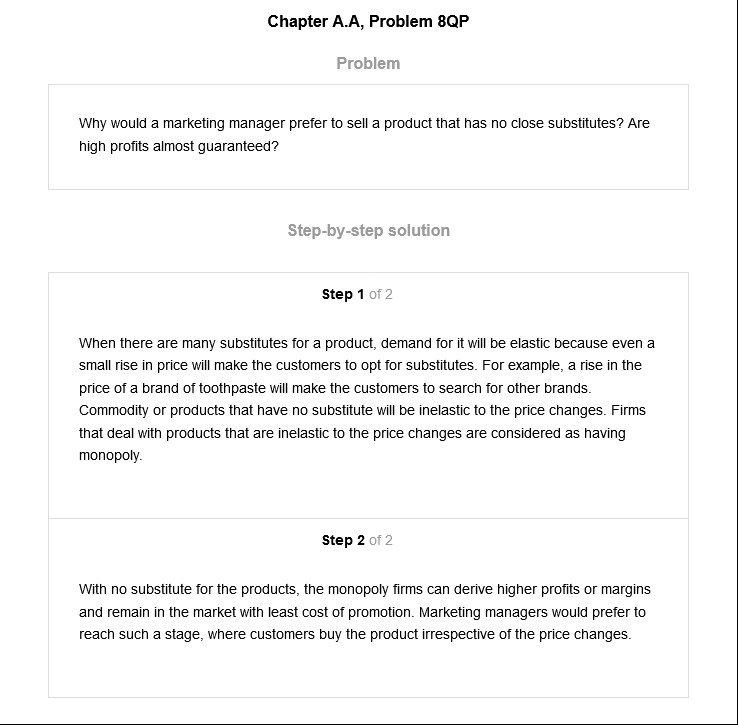 Chapter A.A, Problem 8QP
Problem
Why would a marketing manager prefer to sell a product that has no close substitutes? Are
high profits almost guaranteed?
Step-by-step solution
Step 1 of 2
When there are many substitutes for a product, demand for it will be elastic because even a
small rise in price will make the customers to opt for substitutes. For example, a rise in the
price of a brand of toothpaste will make the customers to search for other brands.
Commodity or products that have no substitute will be inelastic to the price changes. Firms
that deal with products that are inelastic to the price changes are considered as having
monopoly.
Step 2 of 2
With no substitute for the products, the monopoly firms can derive higher profits or margins
and remain in the market with least cost of promotion. Marketing managers would prefer to
reach such a stage, where customers buy the product irrespective of the price changes.